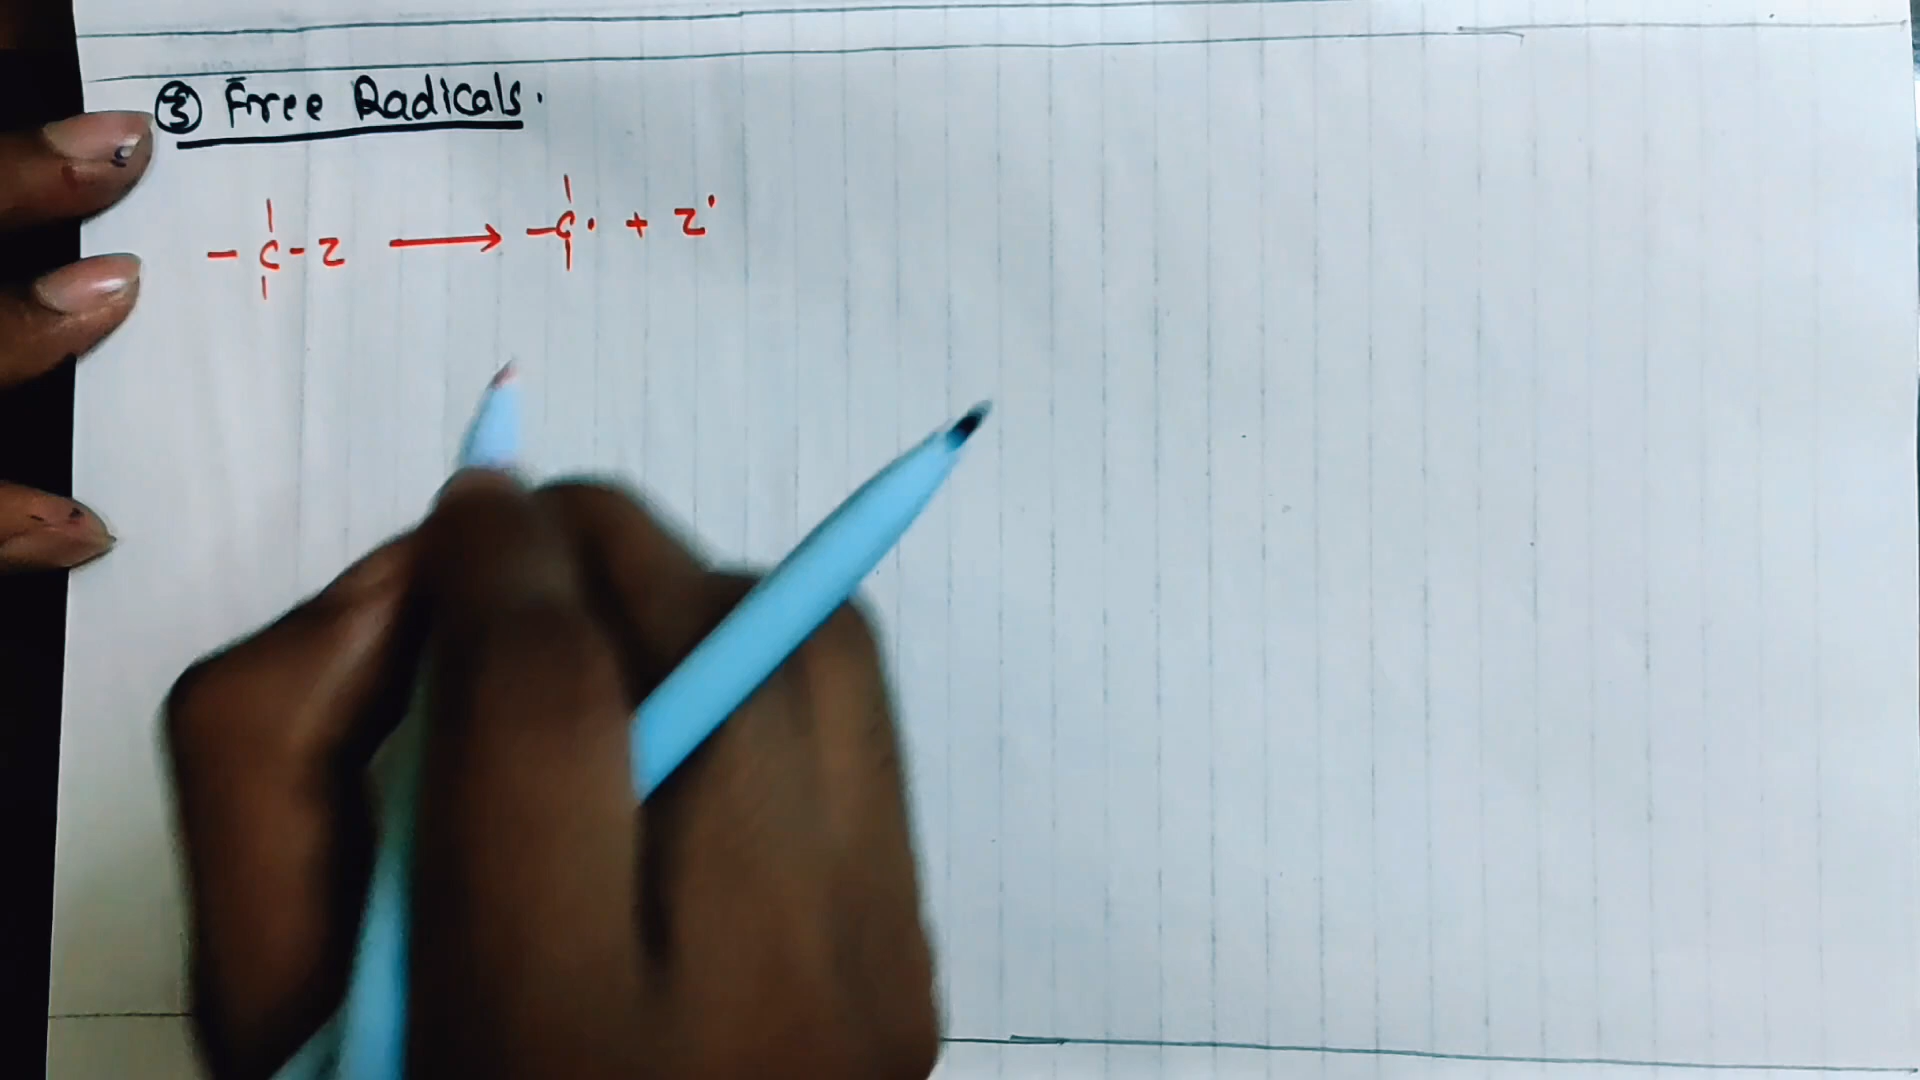 ③ Free Radicals.
- C - Z ⟶ - C · + Z ·